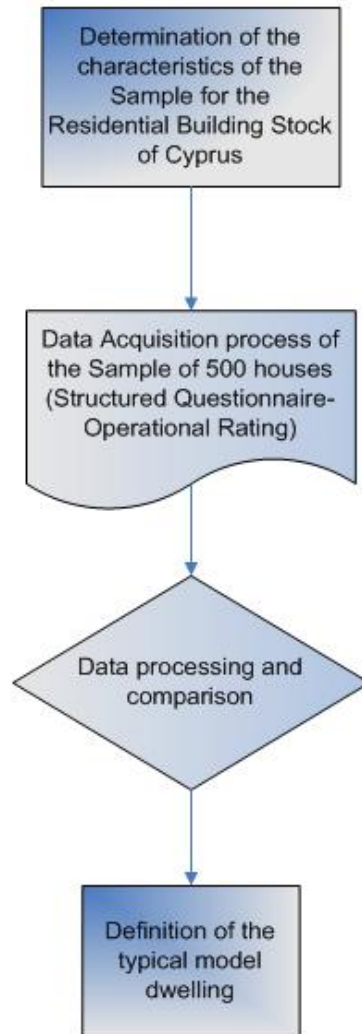 Determination of the
characteristics of the
Sample for the
Residential Building Stock
of Cyprus
Data Acquisition process of
the Sample of 500 houses
(Structured Questionnaire-
Operational Rating)
Data processing and
comparison
Definition of the
typical model
dwelling